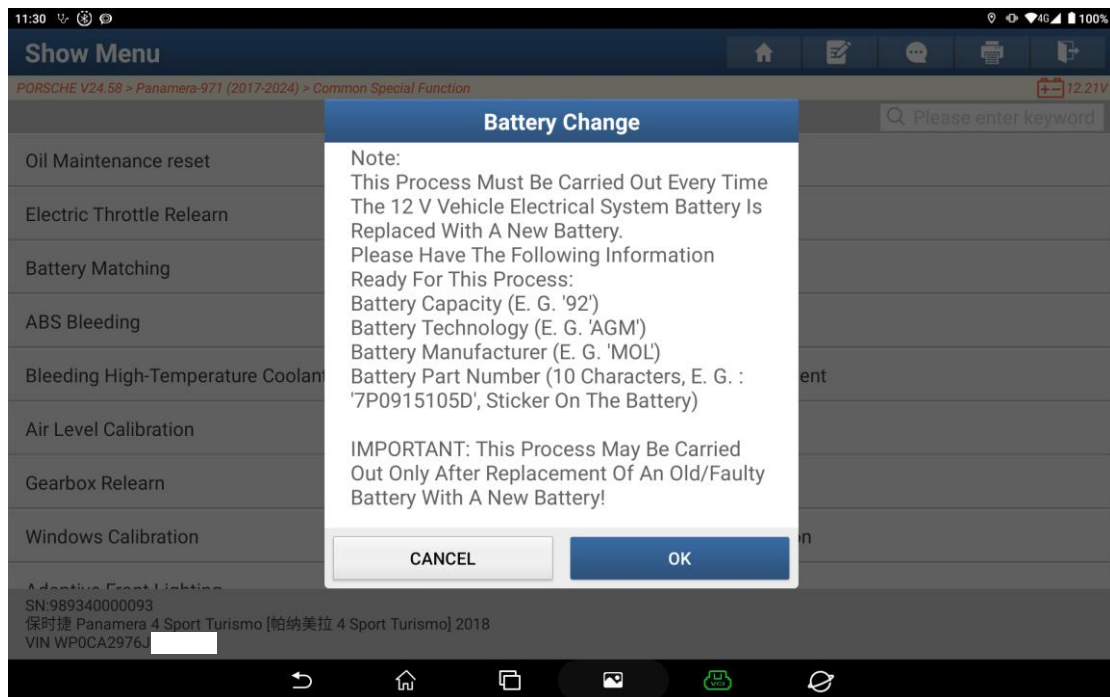 11:30
4G 100%
Show Menu
PORSCHE V24.58 > Panamera-971 (2017-2024) > Common Special Function
12.21V
Please enter keyword
Battery Change
Oil Maintenance reset
Electric Throttle Relearn
Battery Matching
ABS Bleeding
Bleeding High-Temperature Coolant
ent
Air Level Calibration
Gearbox Relearn
Windows Calibration
on
Adaptive Front Lighting
Note:
This Process Must Be Carried Out Every Time
The 12 V Vehicle Electrical System Battery Is
Replaced With A New Battery.
Please Have The Following Information
Ready For This Process:
Battery Capacity (E. G. '92')
Battery Technology (E. G. 'AGM')
Battery Manufacturer (E. G. 'MOL')
Battery Part Number (10 Characters, E. G. :
'7P0915105D', Sticker On The Battery)
IMPORTANT: This Process May Be Carried
Out Only After Replacement Of An Old/Faulty
Battery With A New Battery!
CANCEL
OK
SN:989340000093
保时捷 Panamera 4 Sport Turismo [帕纳美拉 4 Sport Turismo] 2018
VIN WP0CA2976J
VCI